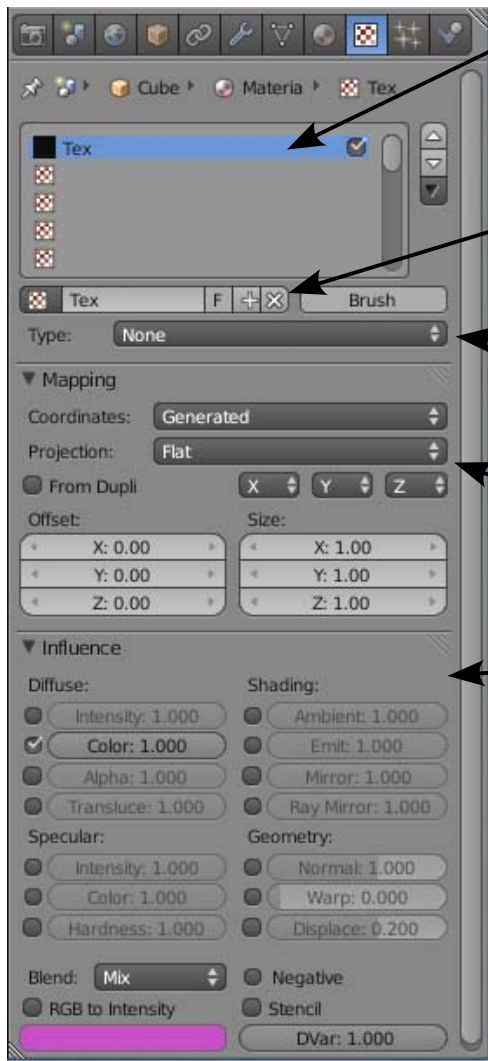 Cube Materia Tex
Tex
Tex F Brush
Type: None
Mapping
Coordinates: Generated
Projection: Flat
From Dupli X Y Z
Offset: Size:
X: 0.00 X: 1.00
Y: 0.00 Y: 1.00
Z: 0.00 Z: 1.00
Influence
Diffuse: Shading:
Intensity: 1.000 Ambient: 1.000
Color: 1.000 Emit: 1.000
Alpha: 1.000 Mirror: 1.000
Transluce: 1.000 Ray Mirror: 1.000
Specular: Geometry:
Intensity: 1.000 Normal: 1.000
Color: 1.000 Warp: 0.000
Hardness: 1.000 Displace: 0.200
Blend: Mix Negative
RGB to Intensity Stencil
DVar: 1.000